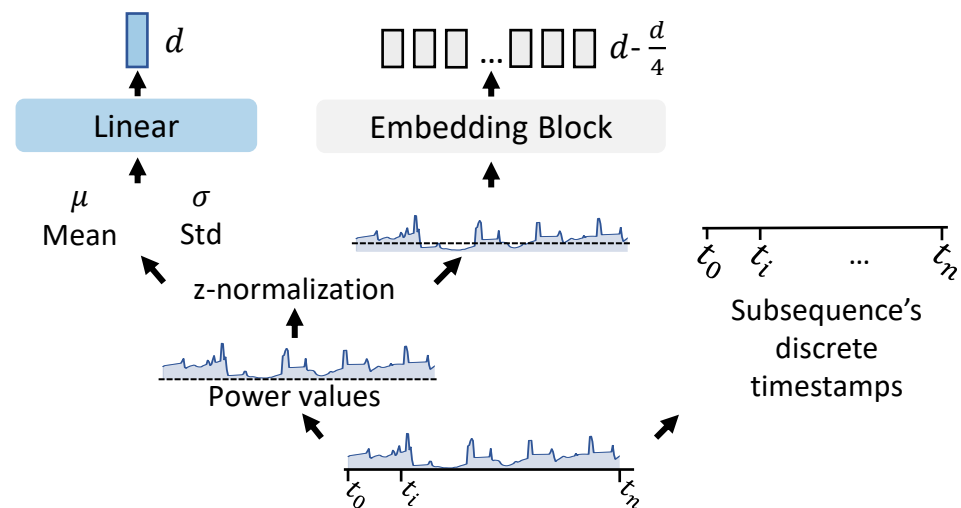 d
... d - d/4
Linear
Embedding Block
μ
σ
Mean
Std
t₀ tᵢ ... tₙ
z-normalization
Subsequence's
discrete
timestamps
Power values
t₀ tᵢ tₙ